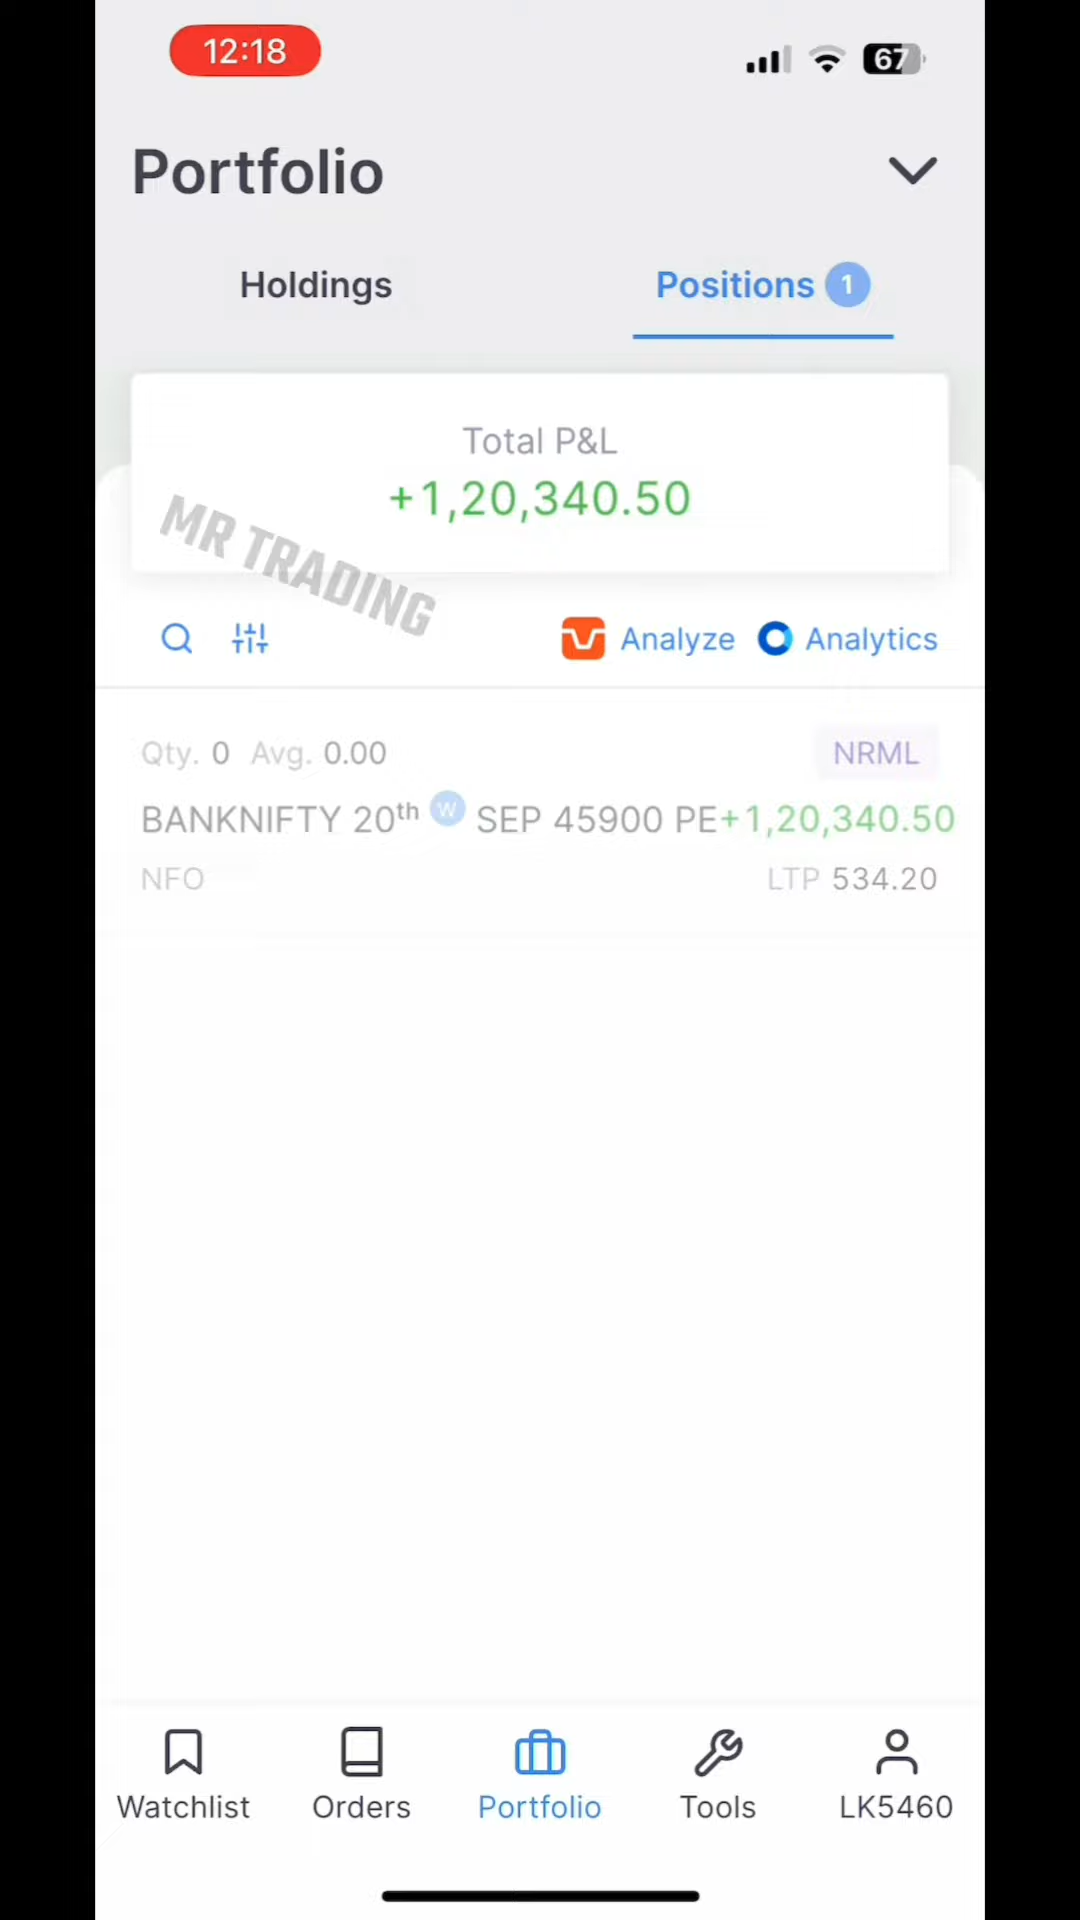 12:18
67
Portfolio
Holdings
Positions 1
Total P&L
+1,20,340.50
MR TRADING
Analyze
Analytics
Qty. 0 Avg. 0.00
NRML
BANKNIFTY 20th W SEP 45900 PE+1,20,340.50
NFO
LTP 534.20
Watchlist
Orders
Portfolio
Tools
LK5460